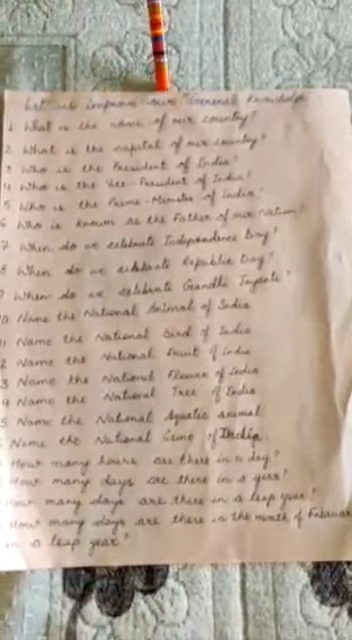 Let us improve our General Knowledge
1 What is the name of our country?
2 What is the capital of our country?
3 Who is the President of India?
4 Who is the Vice-President of India?
5 Who is the Prime-Minister of India?
6 Who is known as the Father of our Nation?
7 When do we celebrate Independence Day?
8 When do we celebrate Republic Day?
9 When do we celebrate Gandhi Jayanti?
10 Name the National Animal of India
11 Name the National Bird of India
2 Name the National Fruit of India
3 Name the National Flower of India
4 Name the National Tree of India
5 Name the National Aquatic animal
Name the National Game of India.
How many hours are there in a day?
How many days are there in a year?
How many days are there in a leap year?
How many days are there in the month of Februar
in a leap year?